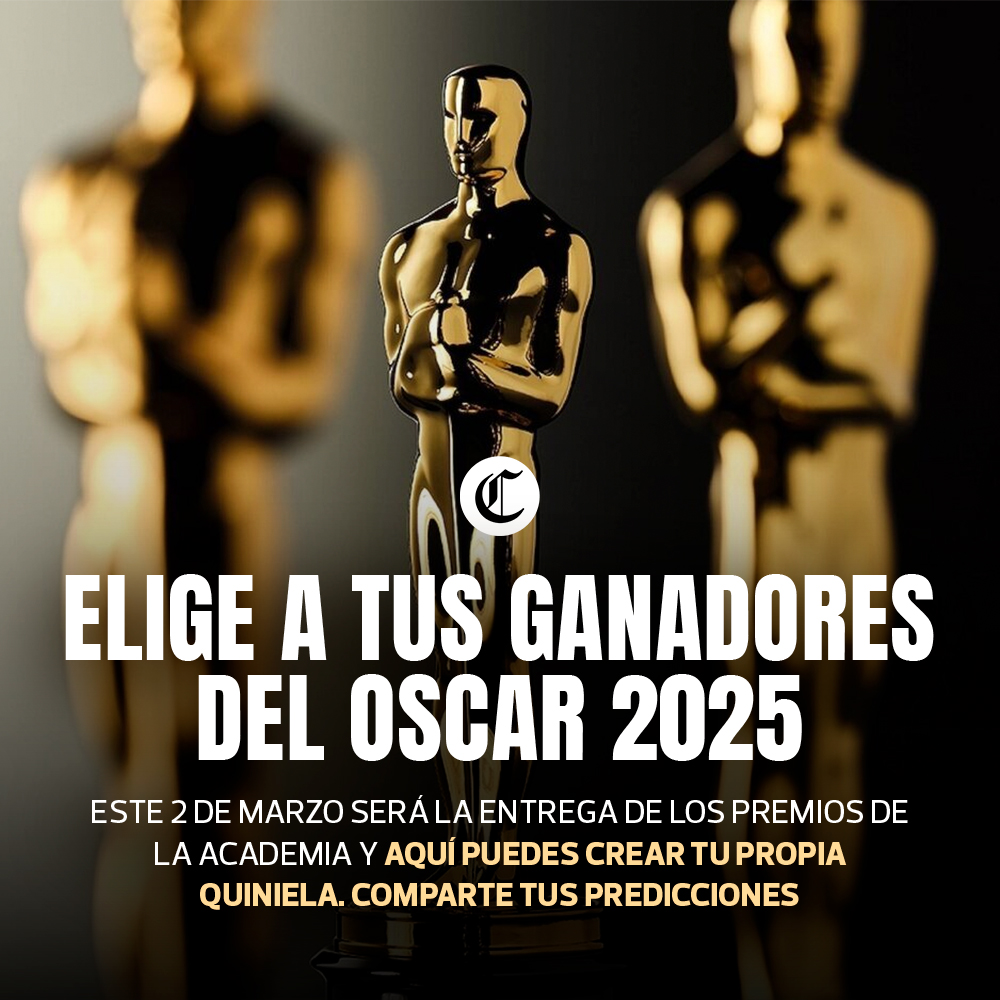 C
ELIGE A TUS GANADORES
DEL OSCAR 2025
ESTE 2 DE MARZO SERÁ LA ENTREGA DE LOS PREMIOS DE
LA ACADEMIA Y AQUÍ PUEDES CREAR TU PROPIA
QUINIELA. COMPARTE TUS PREDICCIONES